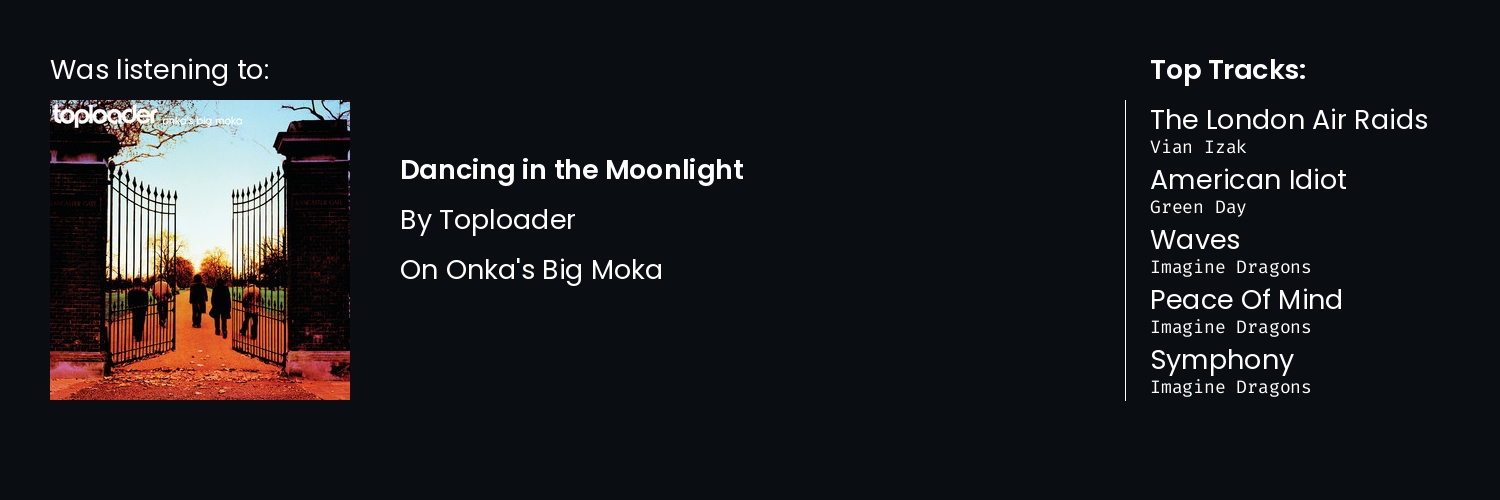 Was listening to:
toploader onka's big moka
Dancing in the Moonlight
By Toploader
On Onka's Big Moka
Top Tracks:
The London Air Raids
Vian Izak
American Idiot
Green Day
Waves
Imagine Dragons
Peace Of Mind
Imagine Dragons
Symphony
Imagine Dragons